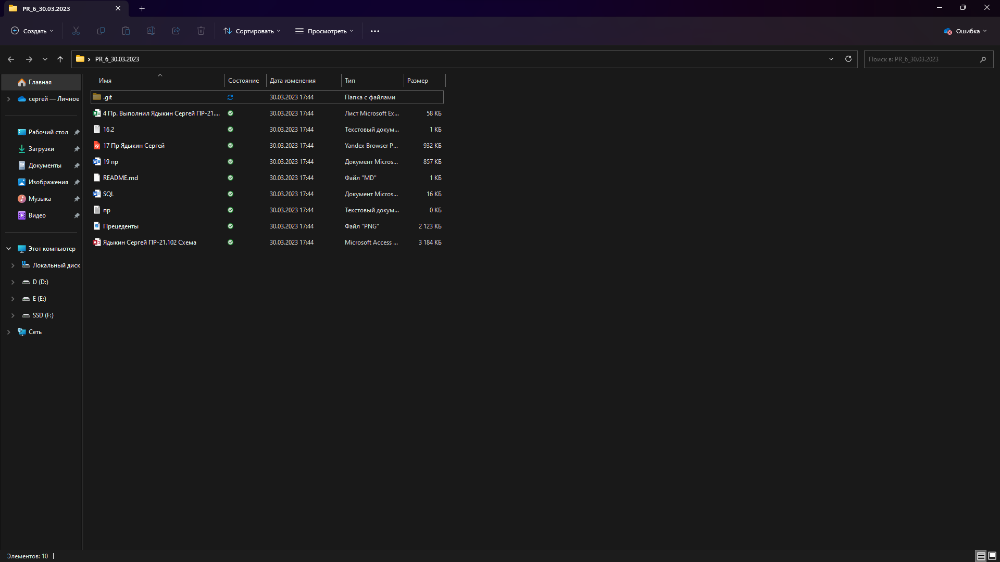 PR_6_30.03.2023
Создать
Сортировать
Просмотреть
Ошибка
PR_6_30.03.2023
Поиск в: PR_6_30.03.2023
Главная
сергей — Личное
Рабочий стол
Загрузки
Документы
Изображения
Музыка
Видео
Этот компьютер
Локальный диск
D (D:)
E (E:)
SSD (F:)
Сеть
Имя Состояние Дата изменения Тип Размер
.git 30.03.2023 17:44 Папка с файлами
4 Пр. Выполнил Ядыкин Сергей ПР-21.... 30.03.2023 17:44 Лист Microsoft Ex... 58 КБ
16.2 30.03.2023 17:44 Текстовый докум... 1 КБ
17 Пр Ядыкин Сергей 30.03.2023 17:44 Yandex Browser P... 932 КБ
19 пр 30.03.2023 17:44 Документ Micros... 857 КБ
README.md 30.03.2023 17:44 Файл "MD" 1 КБ
SQL 30.03.2023 17:44 Документ Micros... 16 КБ
пр 30.03.2023 17:44 Текстовый докум... 0 КБ
Прецеденты 30.03.2023 17:44 Файл "PNG" 2 123 КБ
Ядыкин Сергей ПР-21.102 Схема 30.03.2023 17:44 Microsoft Access ... 3 184 КБ
Элементов: 10